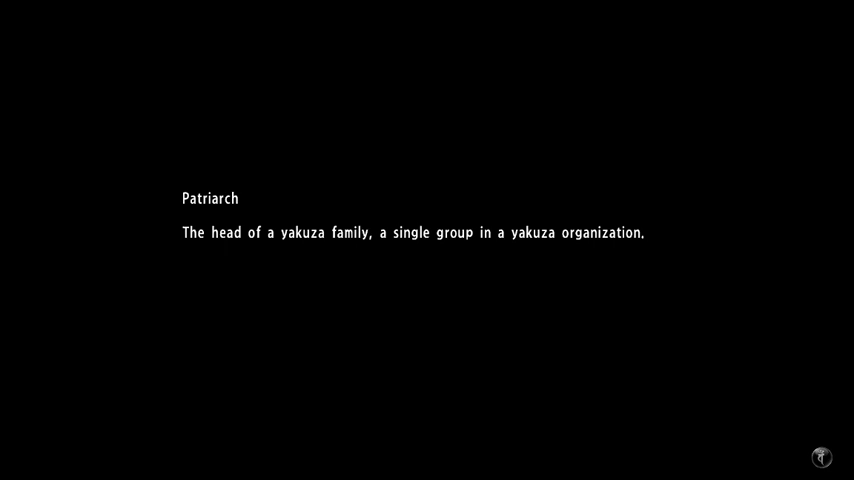 Patriarch
The head of a yakuza family, a single group in a yakuza organization.